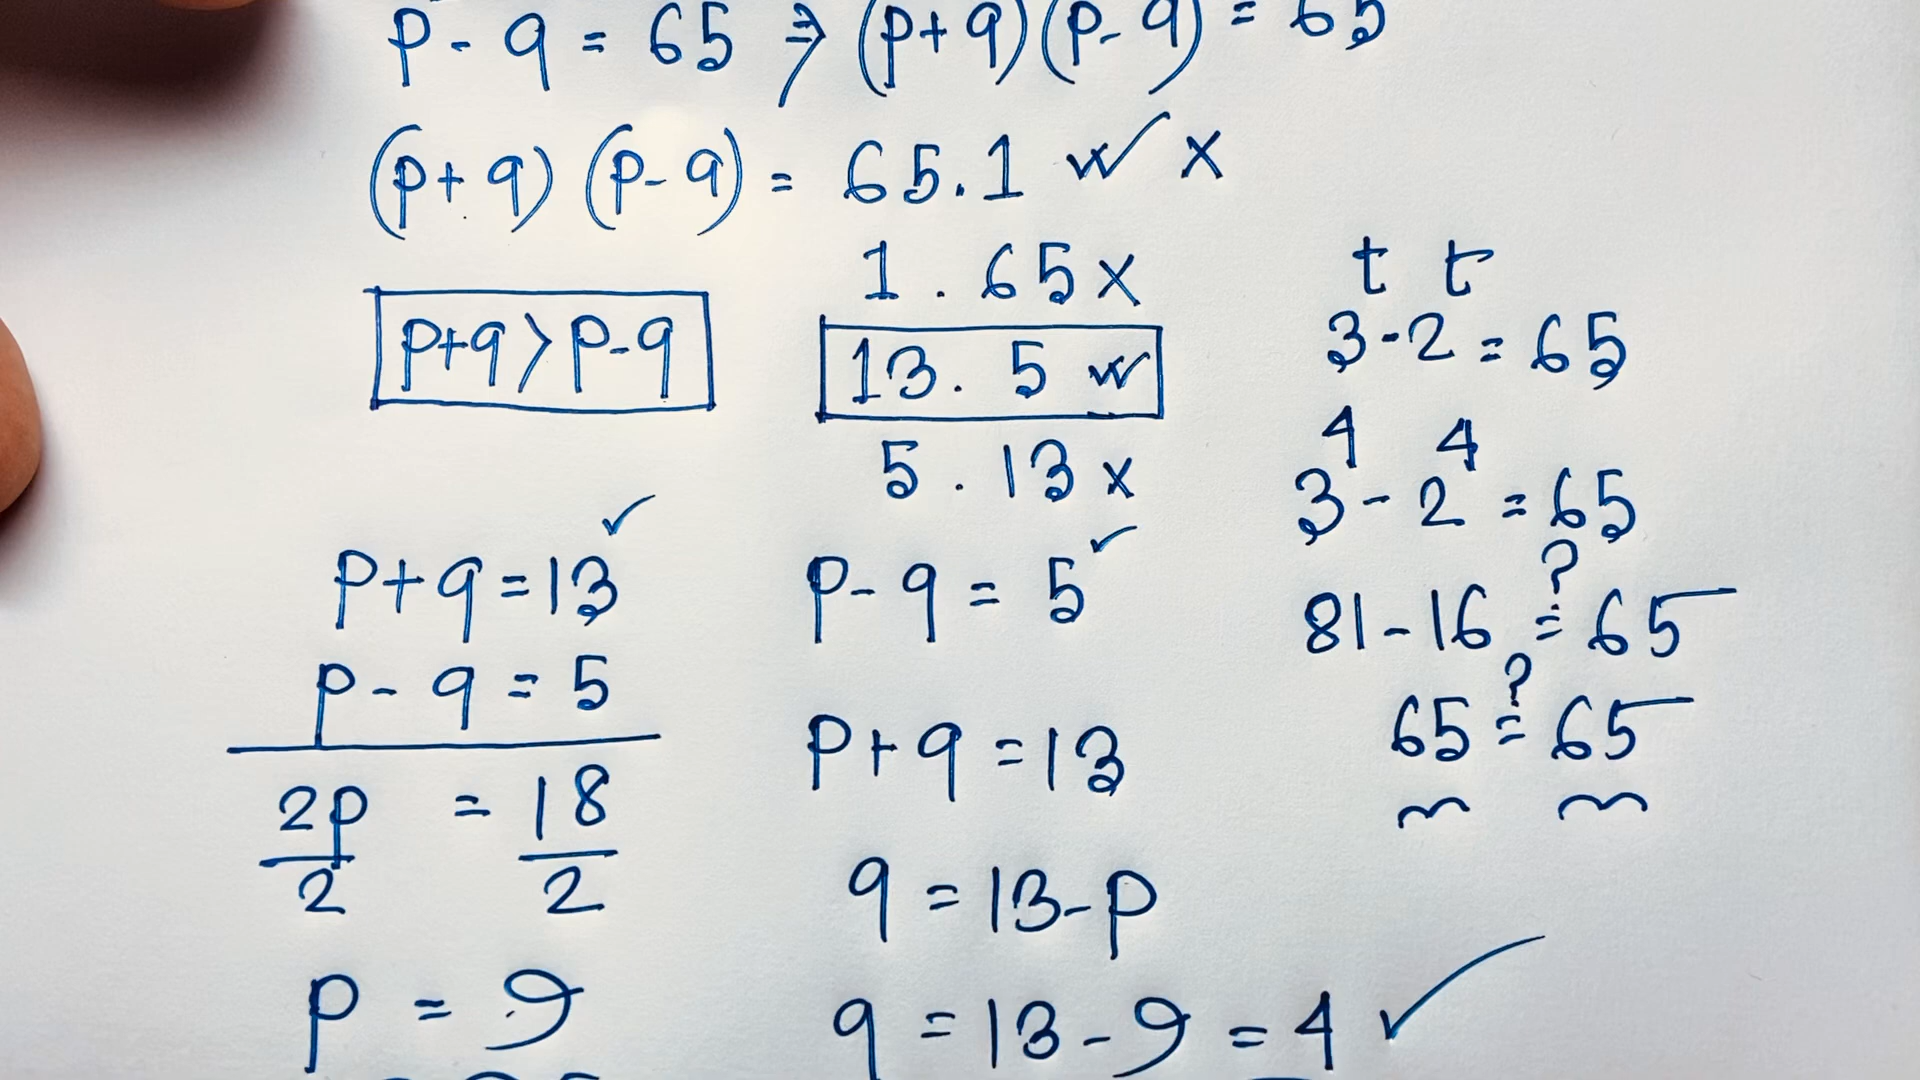 p - q = 65 ⇒ (p+q)(p-q) = 65
(p+q) (p-q) = 65.1 ✓ x
1 . 65 x
p+q > p-q
13 . 5 ✓
5 . 13 x
p+q = 13 ✓
p - q = 5
2p = 18
2 2
p = 9
p - q = 5 ✓
p+q = 13
q = 13-p
q = 13 - 9 = 4 ✓
t t
3 - 2 = 65
4 4
3 - 2 = 65
?
81 - 16 = 65
?
65 = 65